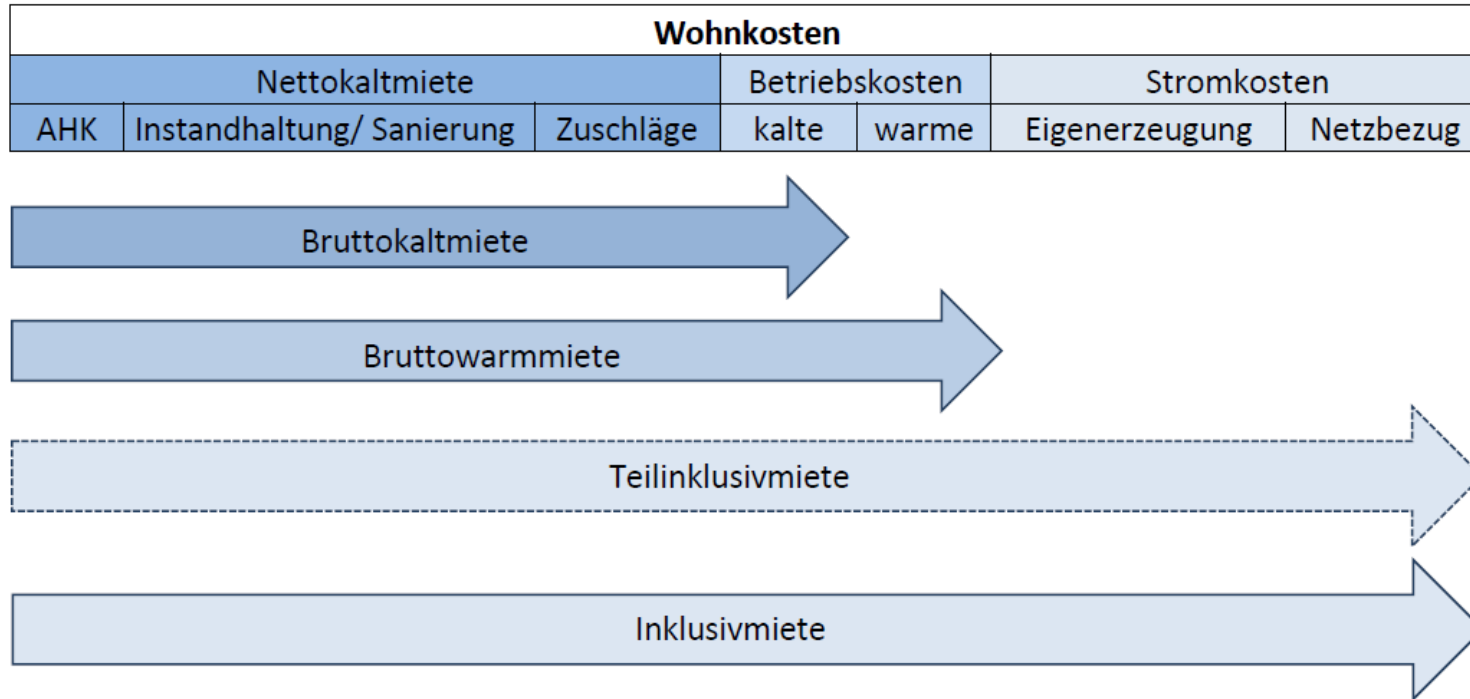 Wohnkosten
Nettokaltmiete Betriebskosten Stromkosten
AHK Instandhaltung/ Sanierung Zuschläge kalte warme Eigenerzeugung Netzbezug
Bruttokaltmiete
Bruttowarmmiete
Teilinklusivmiete
Inklusivmiete